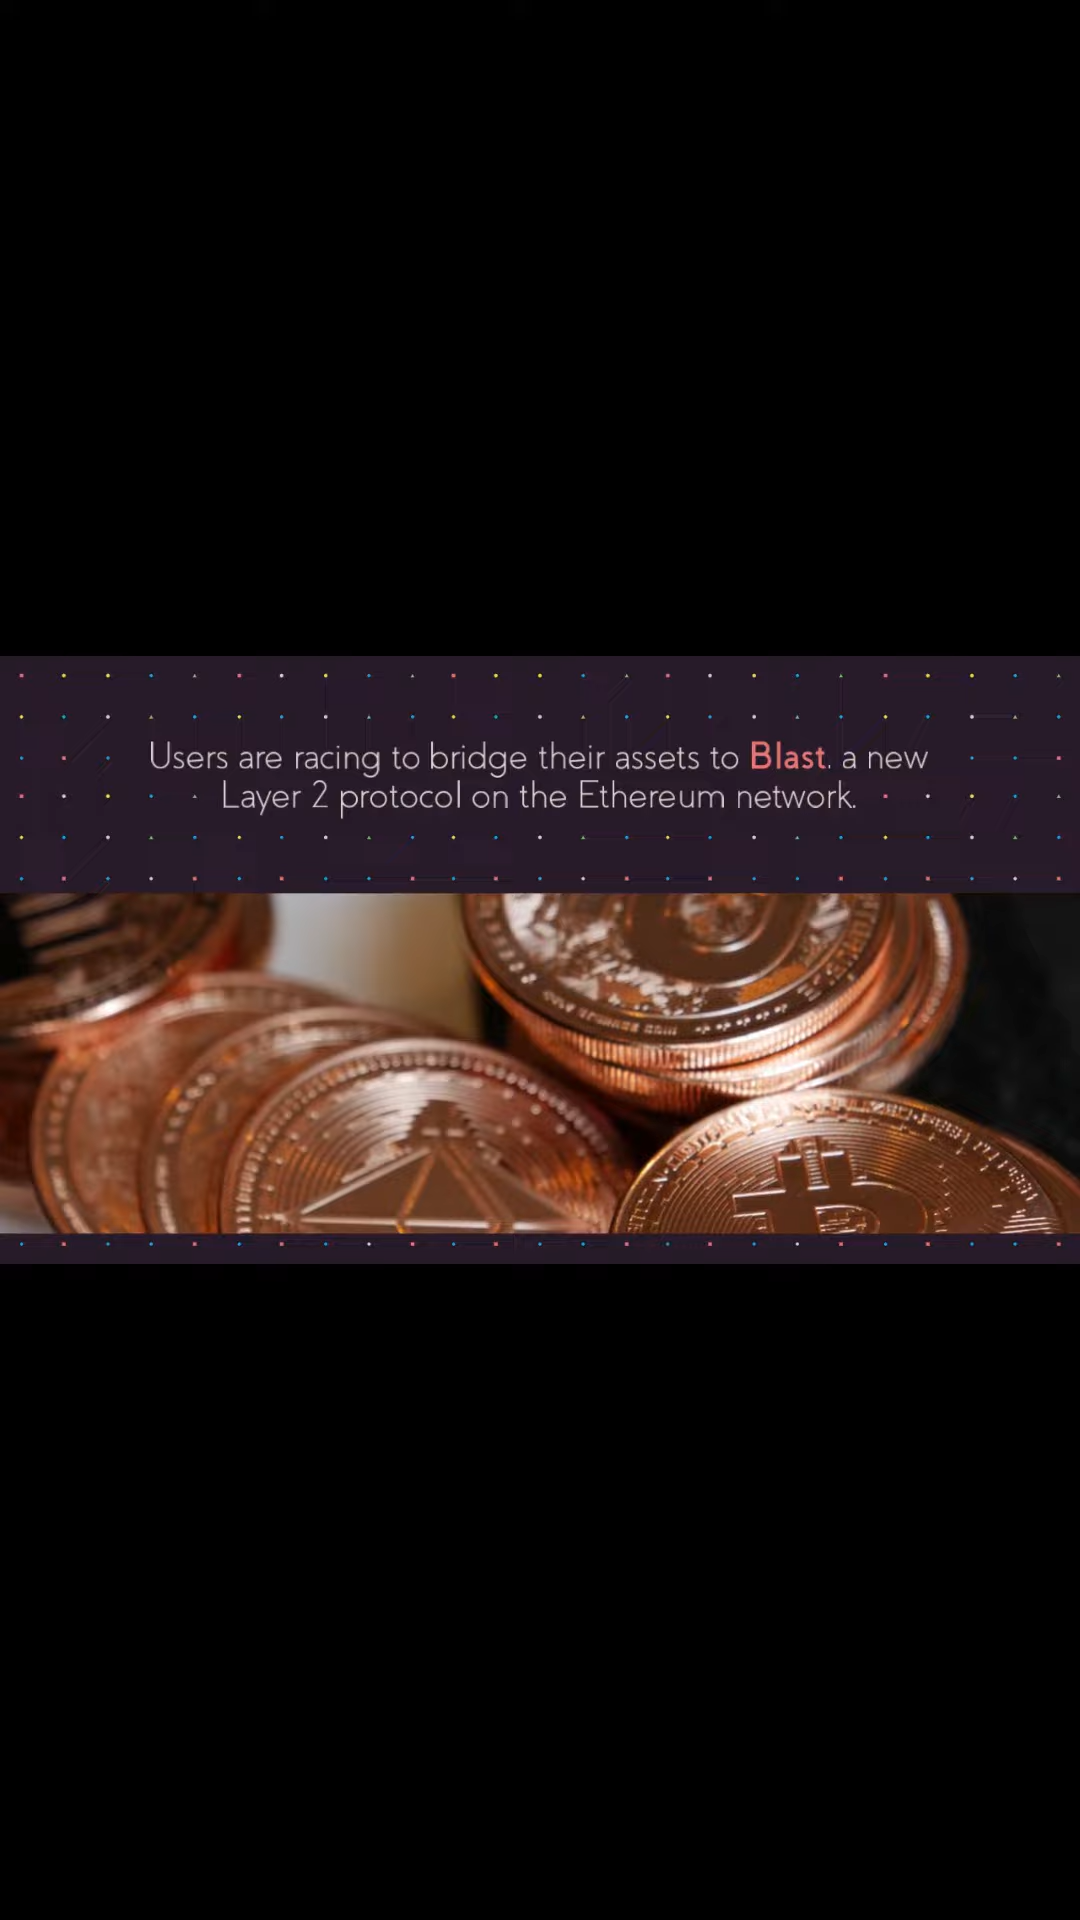 Users are racing to bridge their assets to Blast. a new
Layer 2 protocol on the Ethereum network.